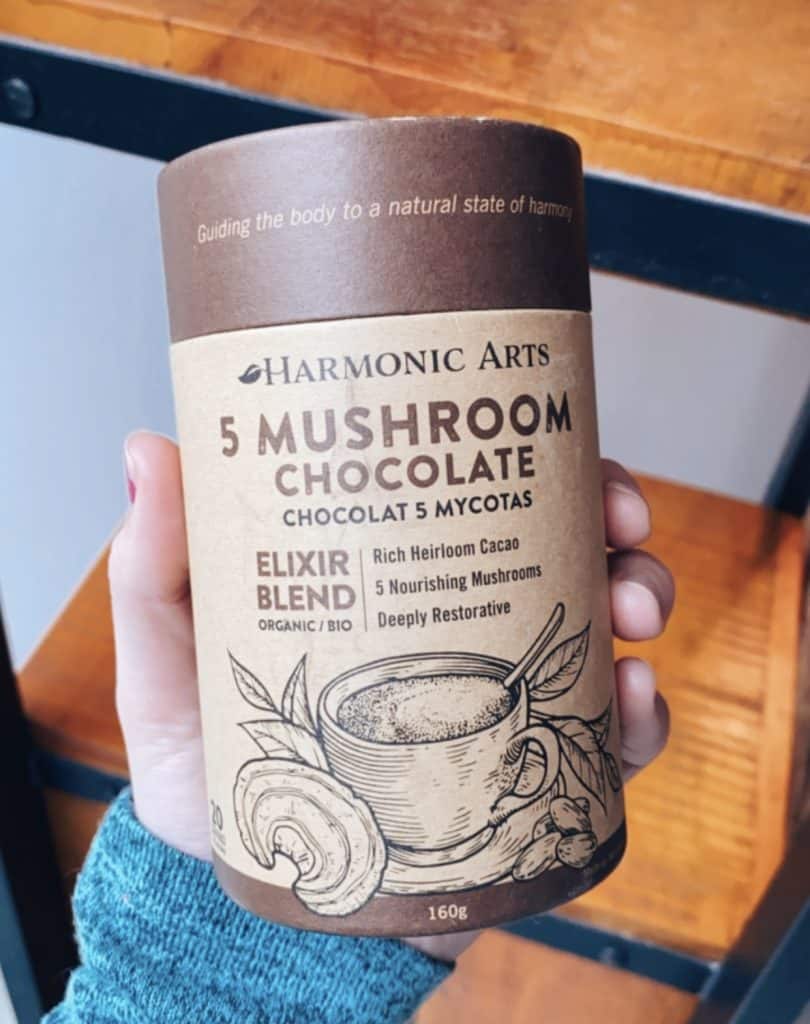 Guiding the body to a natural state of harmony
HARMONIC ARTS
5 MUSHROOM
CHOCOLATE
CHOCOLAT 5 MYCOTAS
ELIXIR
BLEND
ORGANIC / BIO
Rich Heirloom Cacao
5 Nourishing Mushrooms
Deeply Restorative
20
160g